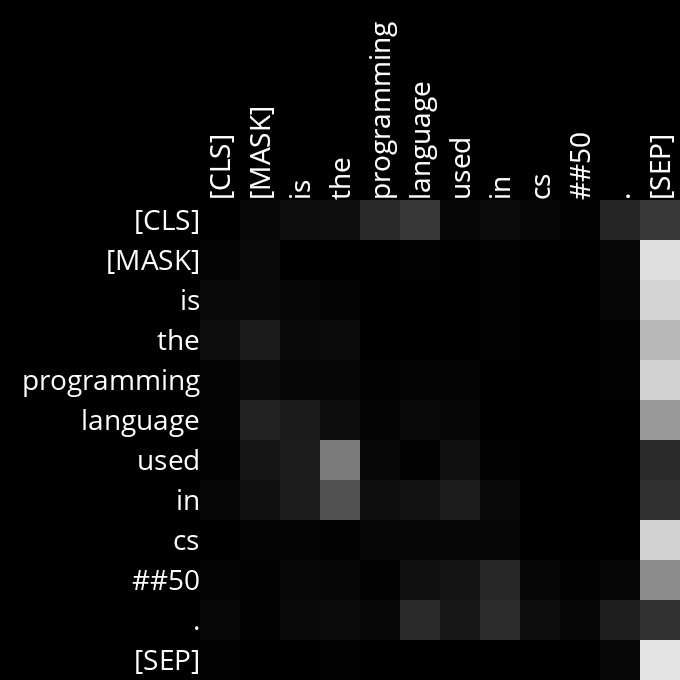 [CLS] [MASK] is the programming language used in cs ##50 . [SEP]
[CLS]
[MASK]
is
the
programming
language
used
in
cs
##50
.
[SEP]